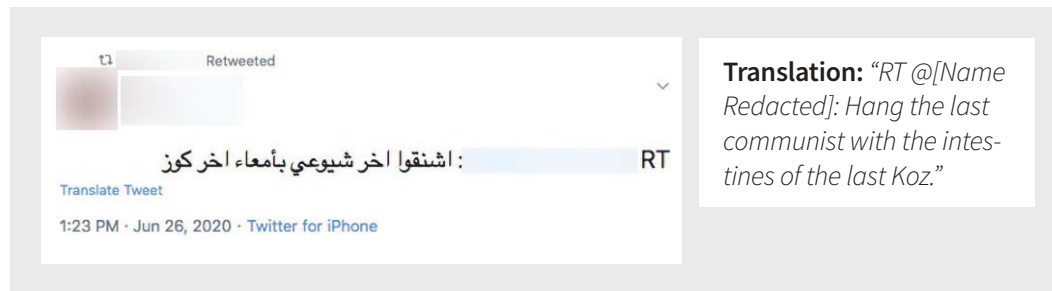 Retweeted
RT : اشنقوا اخر شيوعي بأمعاء اخر كوز
Translate Tweet
1:23 PM · Jun 26, 2020 · Twitter for iPhone
Translation: “RT @[Name
Redacted]: Hang the last
communist with the intes-
tines of the last Koz.”